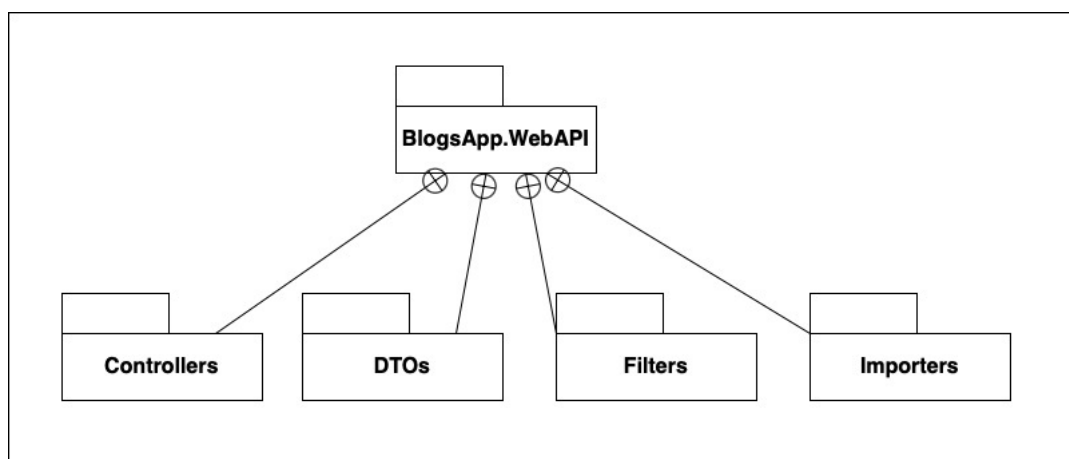 BlogsApp.WebAPI
Controllers
DTOs
Filters
Importers